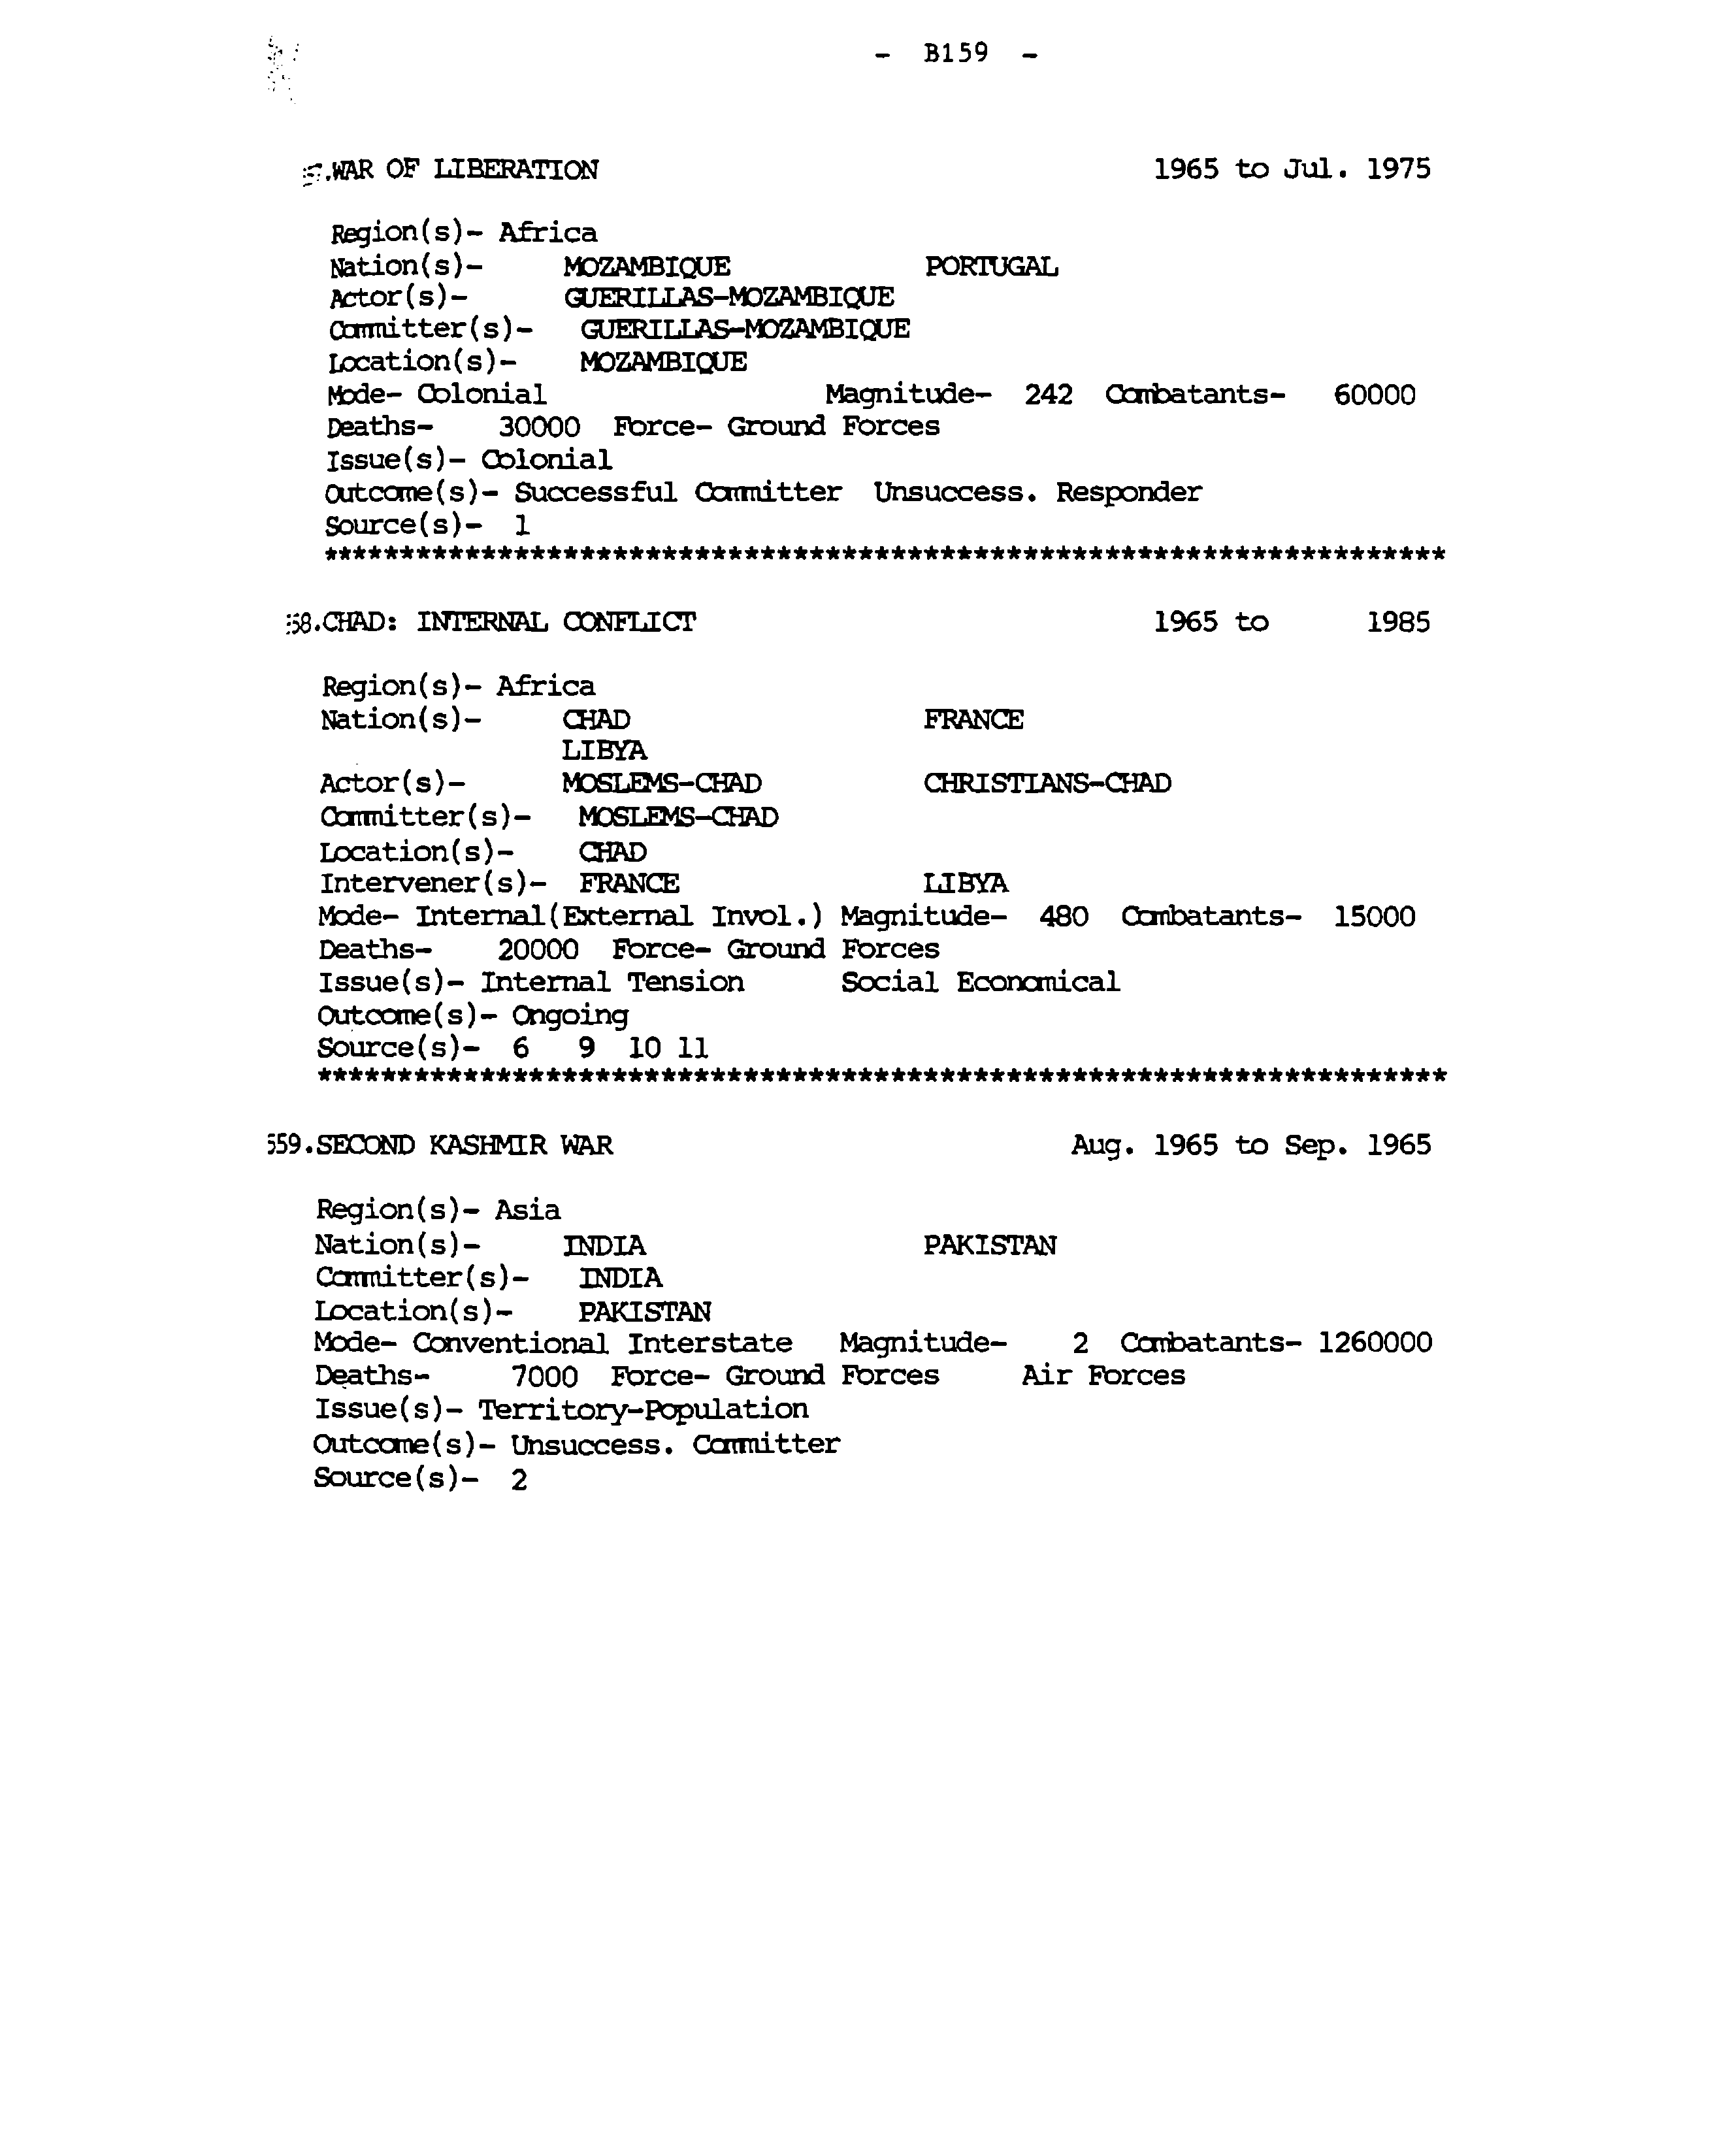 - B159 -
.WAR OF LIBERATION 1965 to Jul. 1975
Region(s)- Africa
Nation(s)- MOZAMBIQUE PORTUGAL
Actor(s)- GUERILLAS-MOZAMBIQUE
Committer(s)- GUERILLAS-MOZAMBIQUE
Location(s)- MOZAMBIQUE
Mode- Colonial Magnitude- 242 Combatants- 60000
Deaths- 30000 Force- Ground Forces
Issue(s)- Colonial
Outcome(s)- Successful Committer Unsuccess. Responder
Source(s)- 1
********************************************************************
58.CHAD: INTERNAL CONFLICT 1965 to 1985
Region(s)- Africa
Nation(s)- CHAD FRANCE
LIBYA
Actor(s)- MOSLEMS-CHAD CHRISTIANS-CHAD
Committer(s)- MOSLEMS-CHAD
Location(s)- CHAD
Intervener(s)- FRANCE LIBYA
Mode- Internal(External Invol.) Magnitude- 480 Combatants- 15000
Deaths- 20000 Force- Ground Forces
Issue(s)- Internal Tension Social Economical
Outcome(s)- Ongoing
Source(s)- 6 9 10 11
********************************************************************
559.SECOND KASHMIR WAR Aug. 1965 to Sep. 1965
Region(s)- Asia
Nation(s)- INDIA PAKISTAN
Committer(s)- INDIA
Location(s)- PAKISTAN
Mode- Conventional Interstate Magnitude- 2 Combatants- 1260000
Deaths- 7000 Force- Ground Forces Air Forces
Issue(s)- Territory-Population
Outcome(s)- Unsuccess. Committer
Source(s)- 2